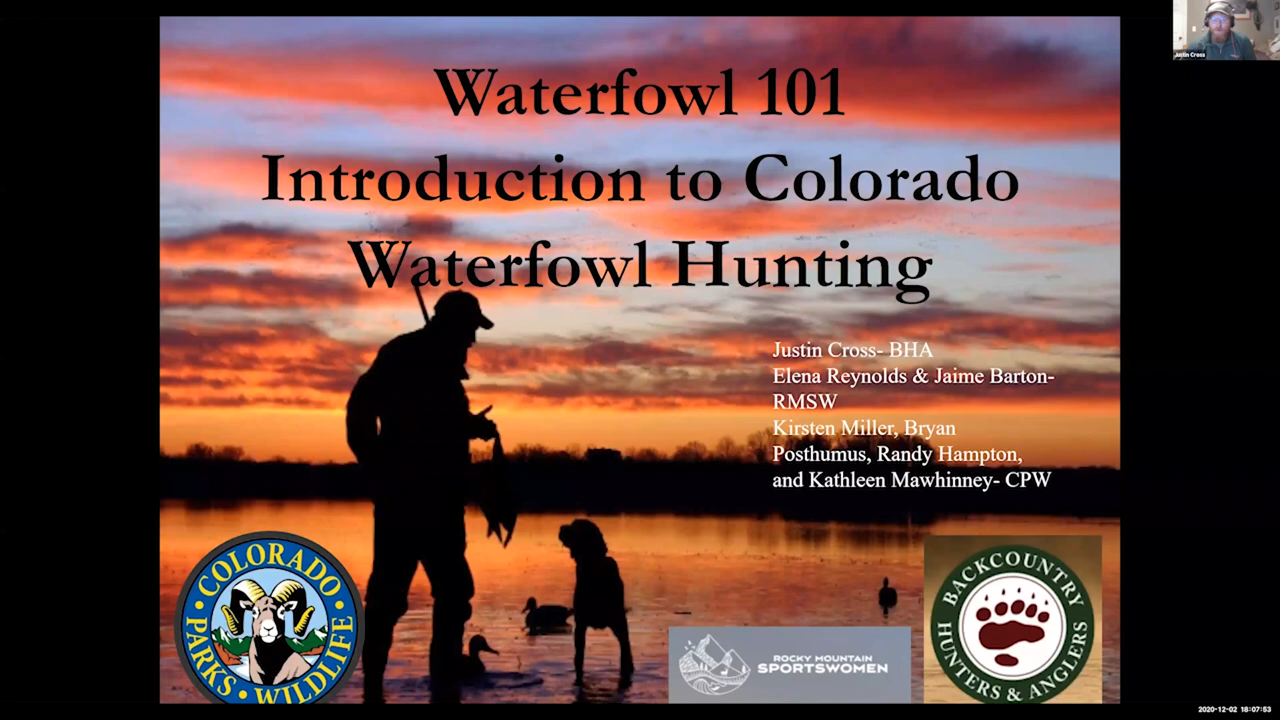 Waterfowl 101
Introduction to Colorado
Waterfowl Hunting
Justin Cross- BHA
Elena Reynolds & Jaime Barton-
RMSW
Kirsten Miller, Bryan
Posthumus, Randy Hampton,
and Kathleen Mawhinney- CPW
COLORADO
PARKS • WILDLIFE
ROCKY MOUNTAIN
SPORTSWOMEN
BACKCOUNTRY
HUNTERS & ANGLERS
Justin Cross
2020-12-02 18:07:53